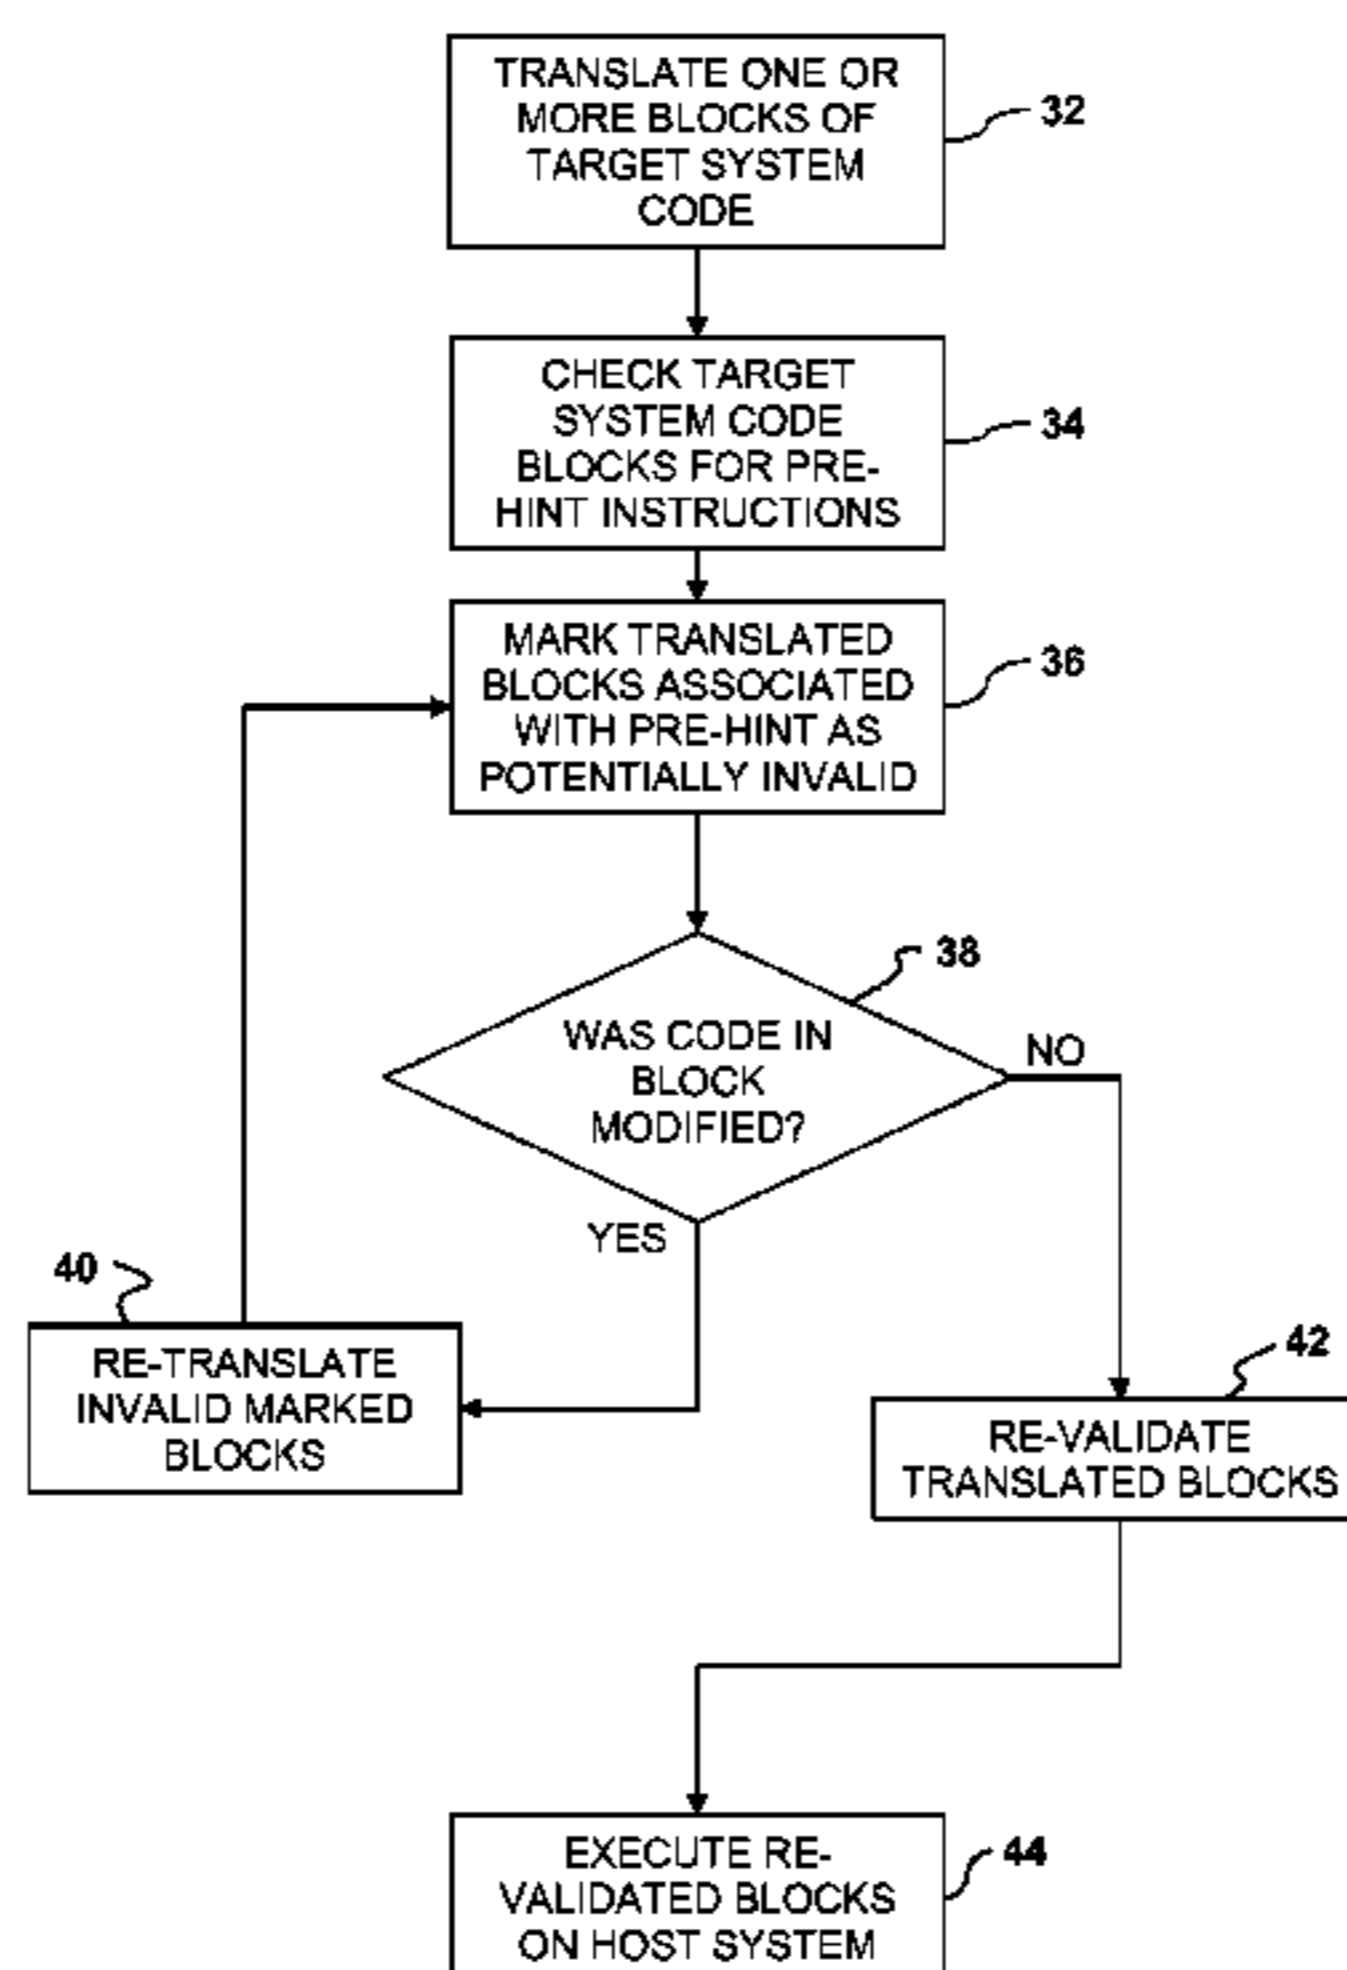 TRANSLATE ONE OR
MORE BLOCKS OF
TARGET SYSTEM
CODE
32
CHECK TARGET
SYSTEM CODE
BLOCKS FOR PRE-
HINT INSTRUCTIONS
34
MARK TRANSLATED
BLOCKS ASSOCIATED
WITH PRE-HINT AS
POTENTIALLY INVALID
36
38
WAS CODE IN
BLOCK
MODIFIED?
NO
YES
40
RE-TRANSLATE
INVALID MARKED
BLOCKS
42
RE-VALIDATE
TRANSLATED BLOCKS
EXECUTE RE-
VALIDATED BLOCKS
ON HOST SYSTEM
44